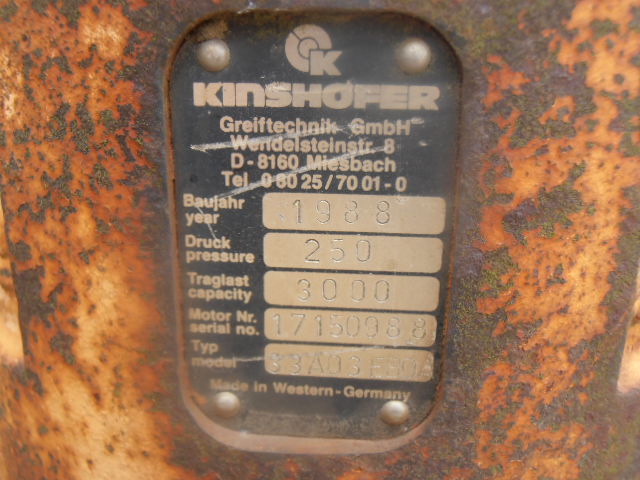 K
KINSHOFER
Greiftechnik GmbH
Wendelsteinstr. 8
D-8160 Miesbach
Tel. 0 80 25/70 01-0
Baujahr
year 1988
Druck
pressure 250
Traglast
capacity 3000
Motor Nr.
serial no. 17150988
Typ
model
Made in Western-Germany